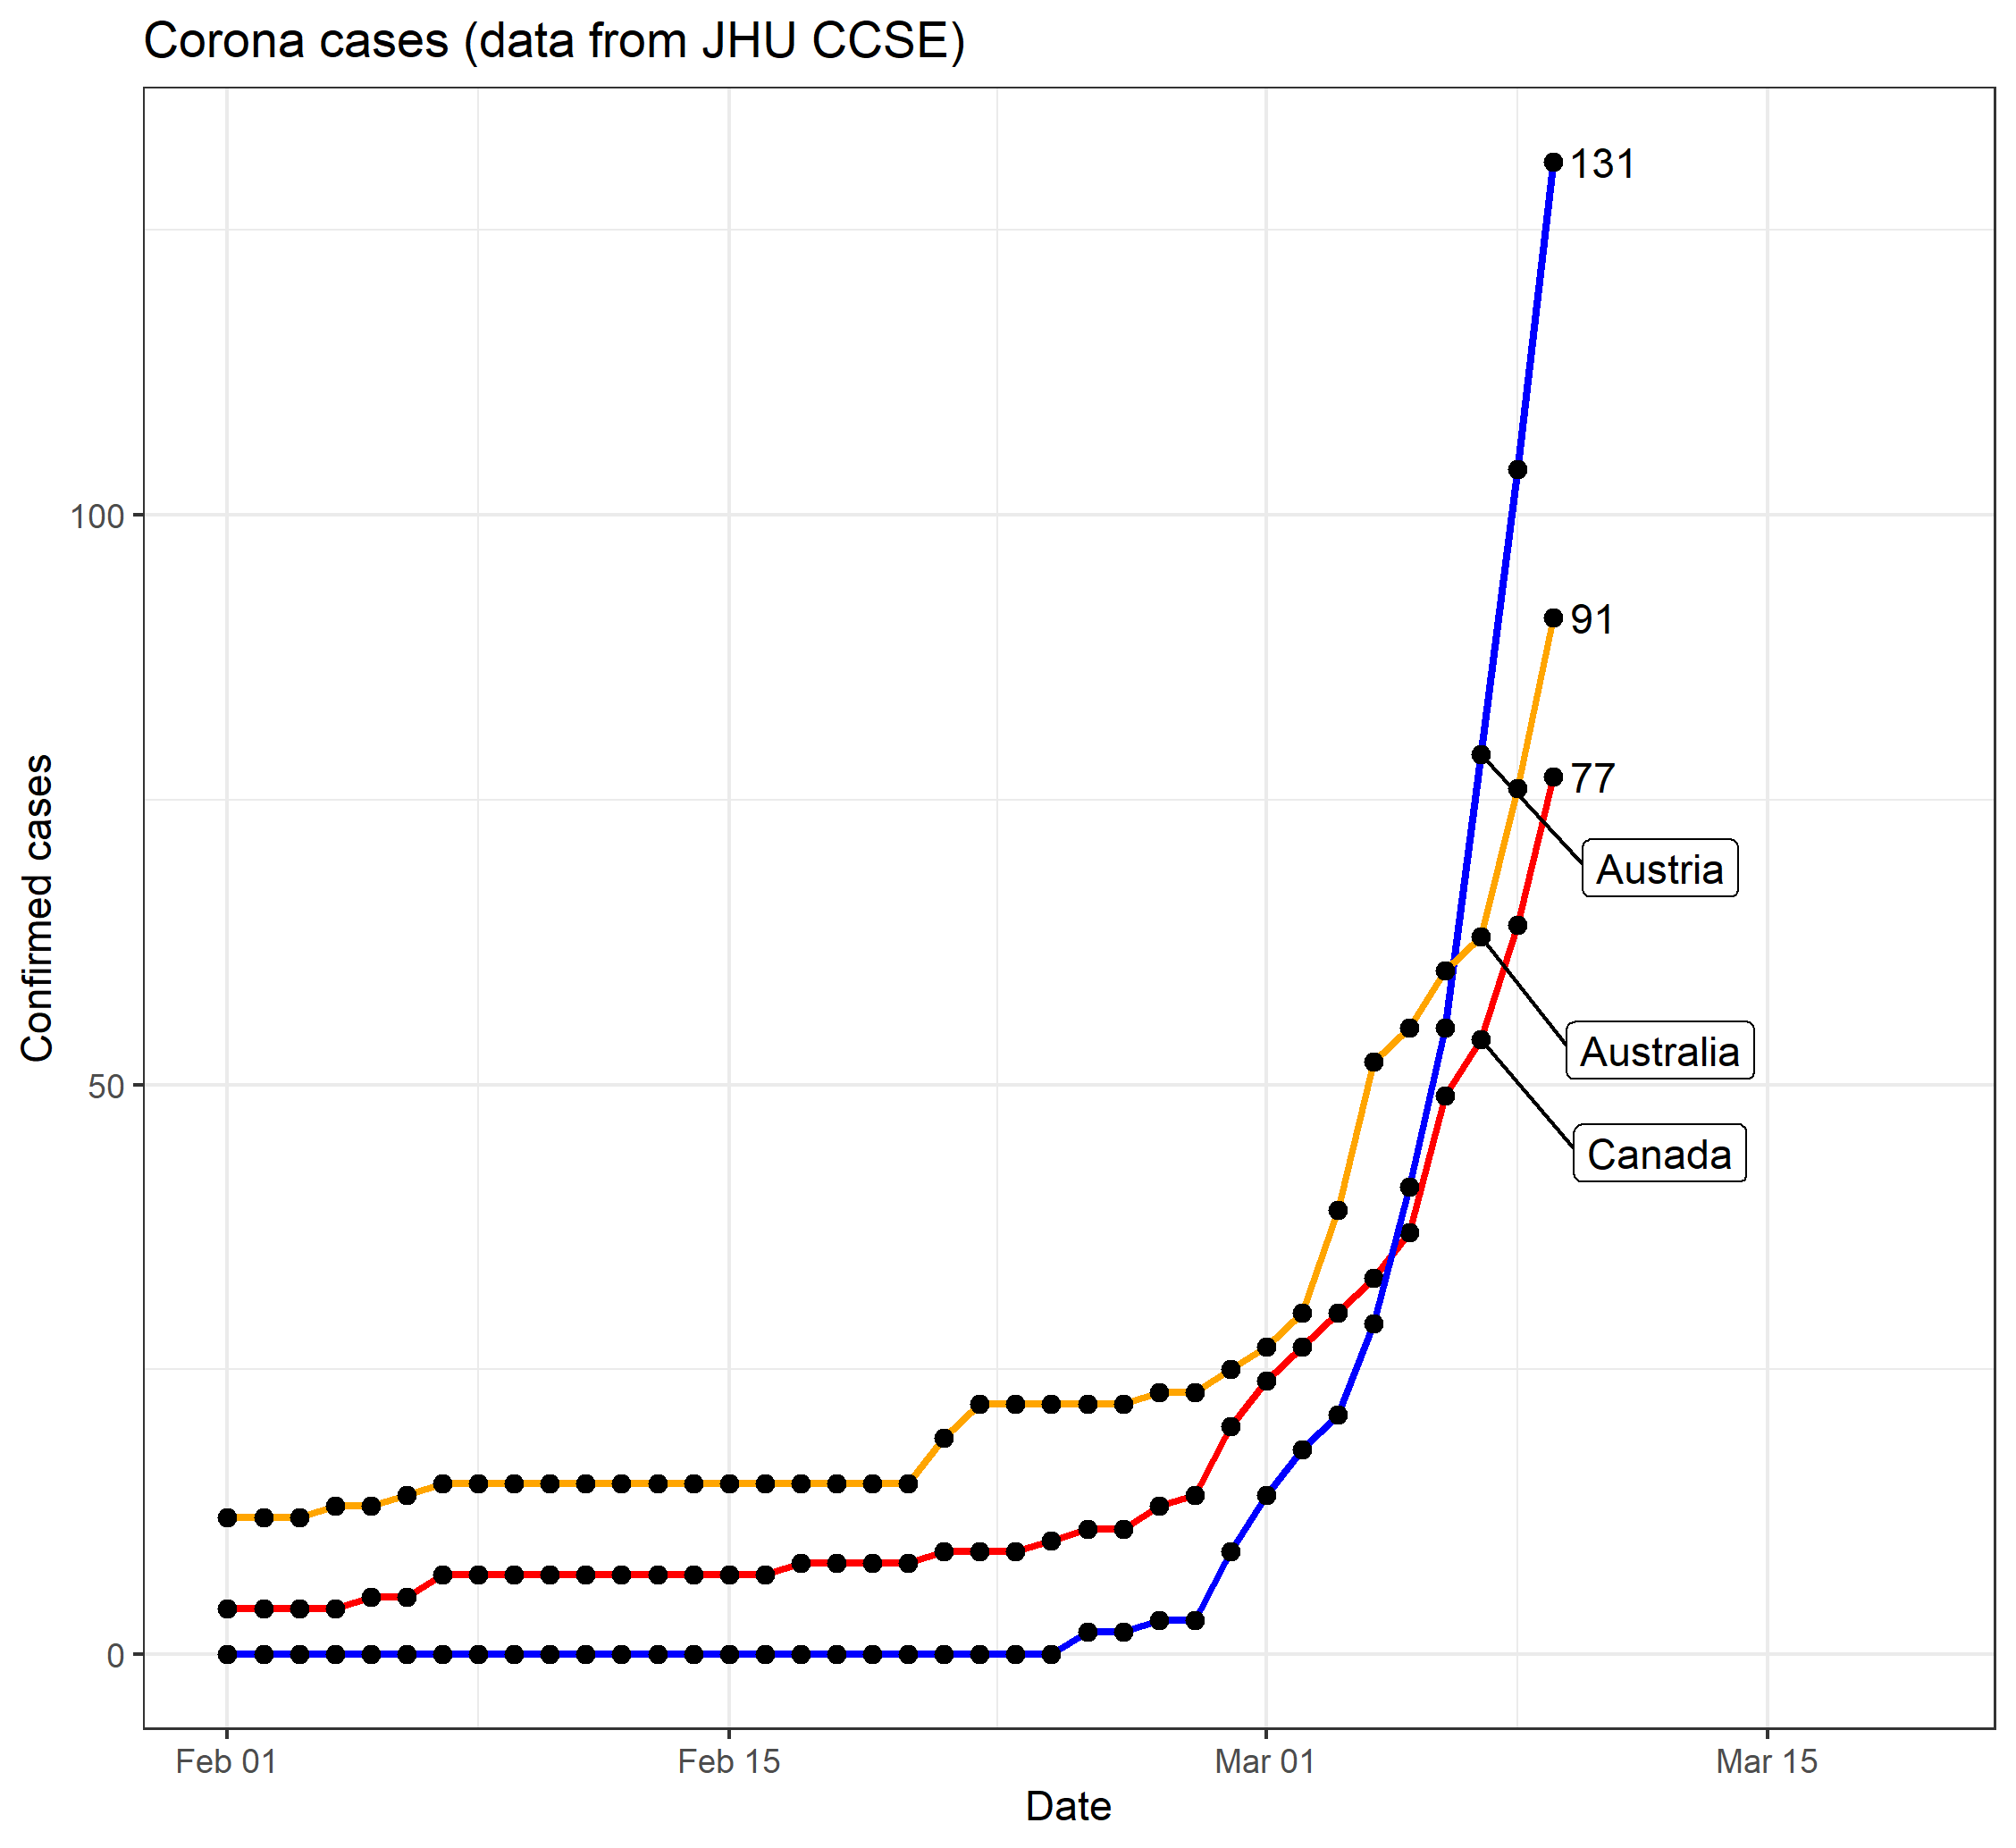 Corona cases (data from JHU CCSE)
131
100
91
77
Austria
Australia
50
Canada
0
Confirmed cases
Feb 01
Feb 15
Mar 01
Mar 15
Date